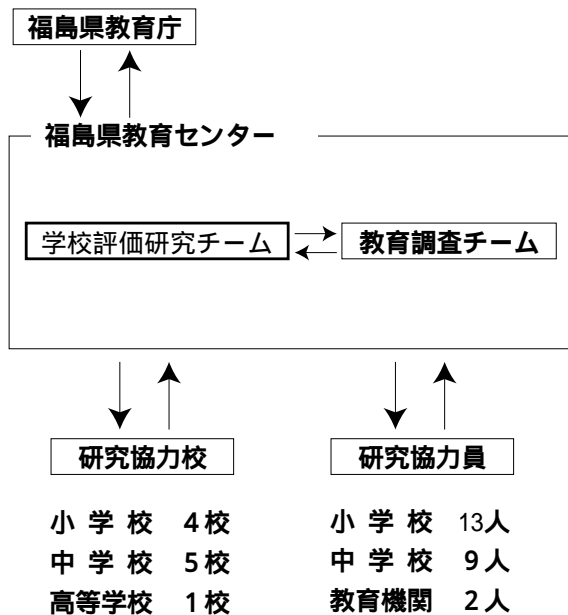 福島県教育庁
福島県教育センター
学校評価研究チーム
教育調査チーム
研究協力校
小学校 4校
中学校 5校
高等学校 1校
研究協力員
小学校 13人
中学校 9人
教育機関 2人